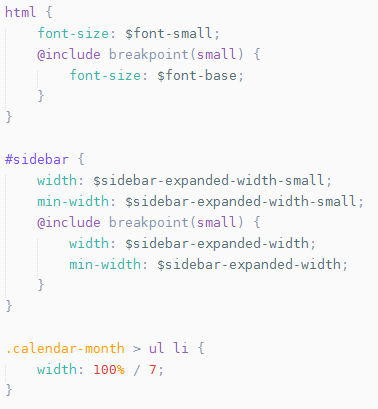 html {
    font-size: $font-small;
    @include breakpoint(small) {
        font-size: $font-base;
    }
}

#sidebar {
    width: $sidebar-expanded-width-small;
    min-width: $sidebar-expanded-width-small;
    @include breakpoint(small) {
        width: $sidebar-expanded-width;
        min-width: $sidebar-expanded-width;
    }
}

.calendar-month > ul li {
    width: 100% / 7;
}